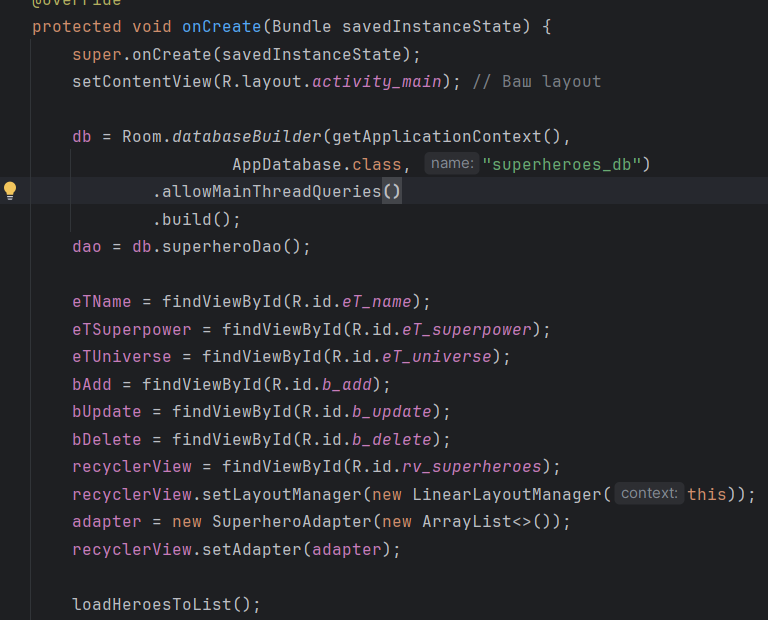 @Override
protected void onCreate(Bundle savedInstanceState) {
super.onCreate(savedInstanceState);
setContentView(R.layout.activity_main); // Ваш layout
db = Room.databaseBuilder(getApplicationContext(),
AppDatabase.class, name: "superheroes_db")
.allowMainThreadQueries()
.build();
dao = db.superheroDao();
eTName = findViewById(R.id.eT_name);
eTSuperpower = findViewById(R.id.eT_superpower);
eTUniverse = findViewById(R.id.eT_universe);
bAdd = findViewById(R.id.b_add);
bUpdate = findViewById(R.id.b_update);
bDelete = findViewById(R.id.b_delete);
recyclerView = findViewById(R.id.rv_superheroes);
recyclerView.setLayoutManager(new LinearLayoutManager( context: this));
adapter = new SuperheroAdapter(new ArrayList<>());
recyclerView.setAdapter(adapter);
loadHeroesToList();